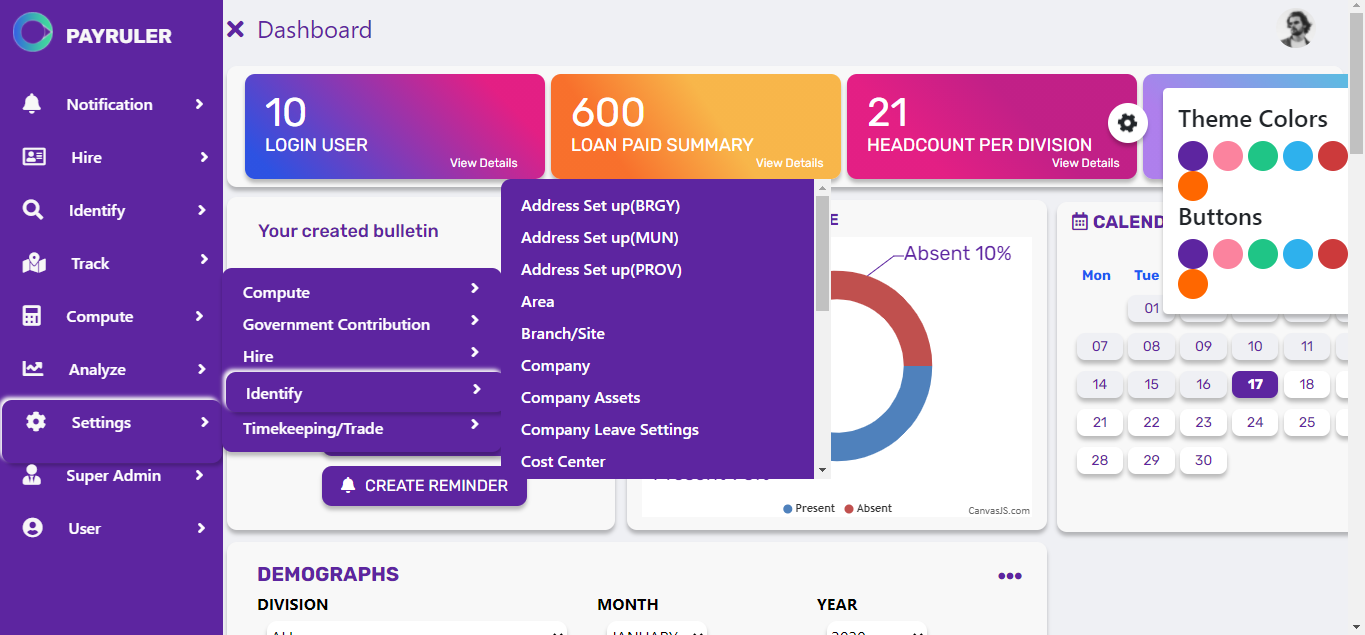 PAYRULER
Dashboard
Notification
Hire
Identify
Track
Compute
Analyze
Settings
Super Admin
User
10
LOGIN USER
View Details
600
LOAN PAID SUMMARY
View Details
21
HEADCOUNT PER DIVISION
View Details
Theme Colors
Buttons
Your created bulletin
Compute
Government Contribution
Hire
Identify
Timekeeping/Trade
Address Set up(BRGY)
Address Set up(MUN)
Address Set up(PROV)
Area
Branch/Site
Company
Company Assets
Company Leave Settings
Cost Center
CREATE REMINDER
E
Absent 10%
Present Absent
CanvasJS.com
CALEND
Mon Tue
01
07 08 09 10 11
14 15 16 17 18
21 22 23 24 25
28 29 30
DEMOGRAPHS
DIVISION MONTH YEAR
ALL JANUARY 2020